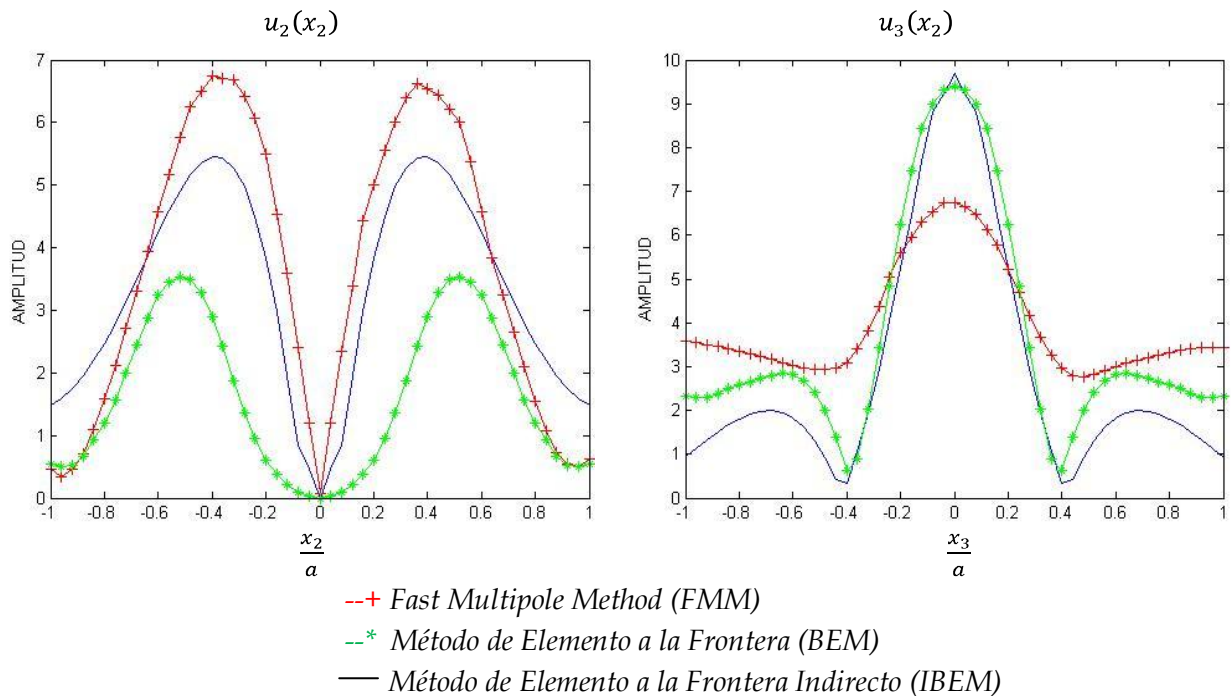 u₂(x₂)
u₃(x₂)
7
6
5
4
3
2
1
0
AMPLITUD
-1 -0.8 -0.6 -0.4 -0.2 0 0.2 0.4 0.6 0.8 1
x₂/a
10
9
8
7
6
5
4
3
2
1
0
AMPLITUD
-1 -0.8 -0.6 -0.4 -0.2 0 0.2 0.4 0.6 0.8 1
x₃/a
--+ Fast Multipole Method (FMM)
--* Método de Elemento a la Frontera (BEM)
— Método de Elemento a la Frontera Indirecto (IBEM)